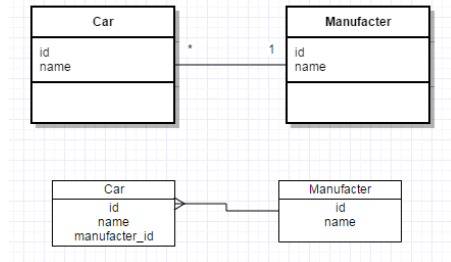 Car
id
name
* 1
Manufacter
id
name
Car
id
name
manufacter_id
Manufacter
id
name